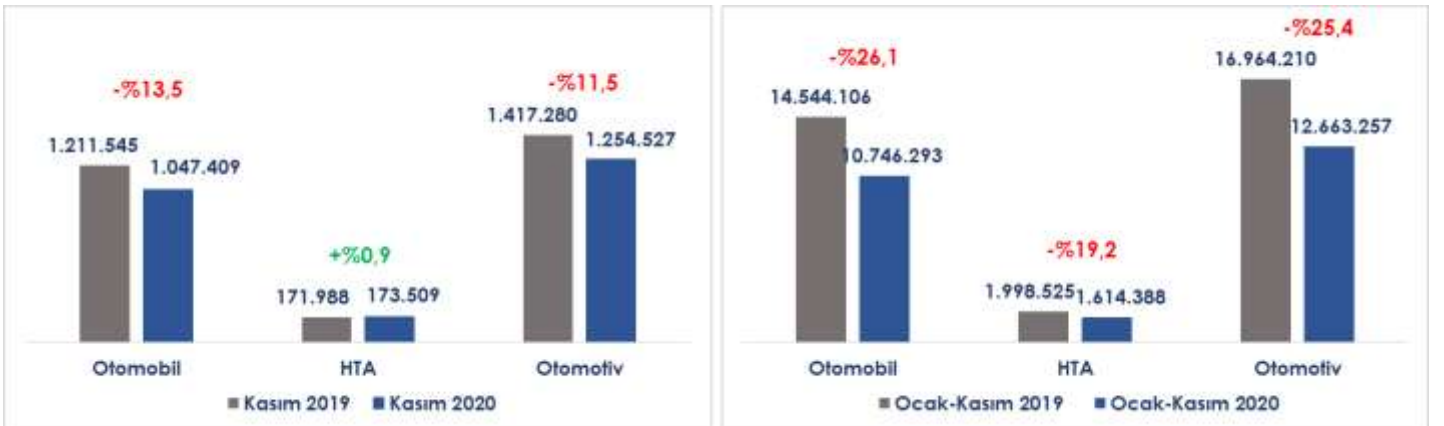 -%13,5
-%11,5
1.417.280
1.254.527
1.211.545
1.047.409
+%0,9
171.988
173.509
Otomobil
HTA
Otomotiv
Kasım 2019
Kasım 2020
-%25,4
-%26,1
16.964.210
14.544.106
12.663.257
10.746.293
-%19,2
1.998.525
1.614.388
Otomobil
HTA
Otomotiv
Ocak-Kasım 2019
Ocak-Kasım 2020